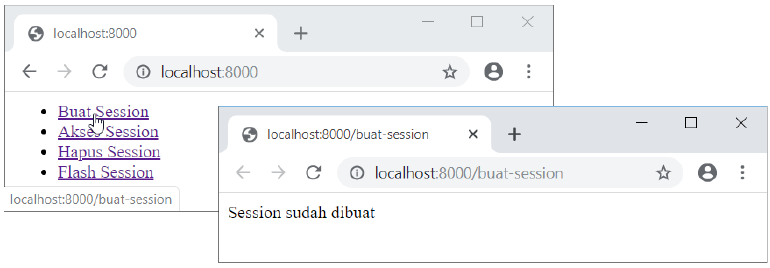 localhost:8000
localhost:8000
Buat Session
Akses Session
Hapus Session
Flash Session
localhost:8000/buat-session
localhost:8000/buat-session
localhost:8000/buat-session
Session sudah dibuat